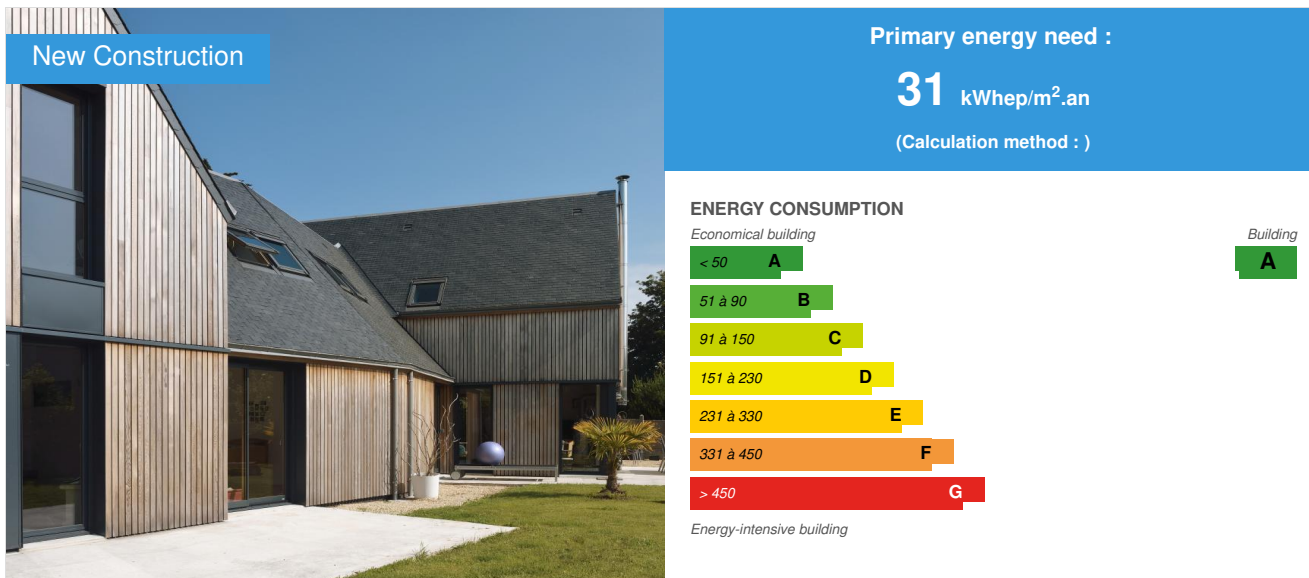 New Construction
Primary energy need :
31 kWhep/m².an
(Calculation method : )
ENERGY CONSUMPTION
Economical building
Building
< 50 A
A
51 à 90 B
91 à 150 C
151 à 230 D
231 à 330 E
331 à 450 F
> 450 G
Energy-intensive building